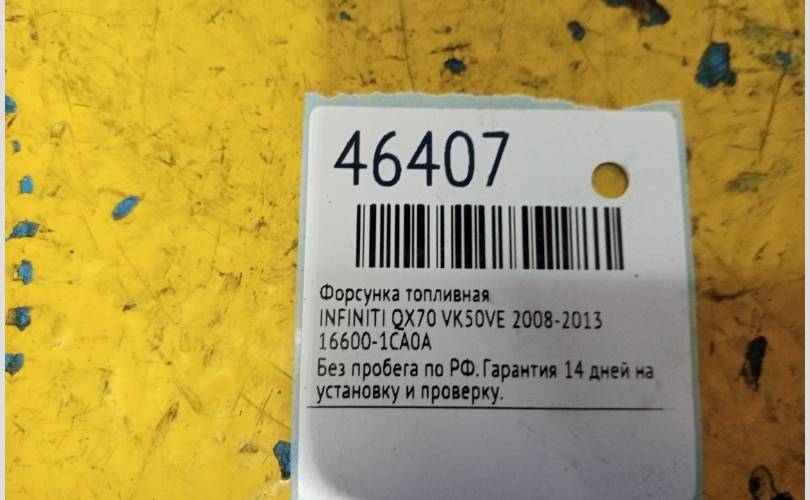 46407
Форсунка топливная
INFINITI QX70 VK50VE 2008-2013
16600-1CA0A
Без пробега по РФ. Гарантия 14 дней на
установку и проверку.